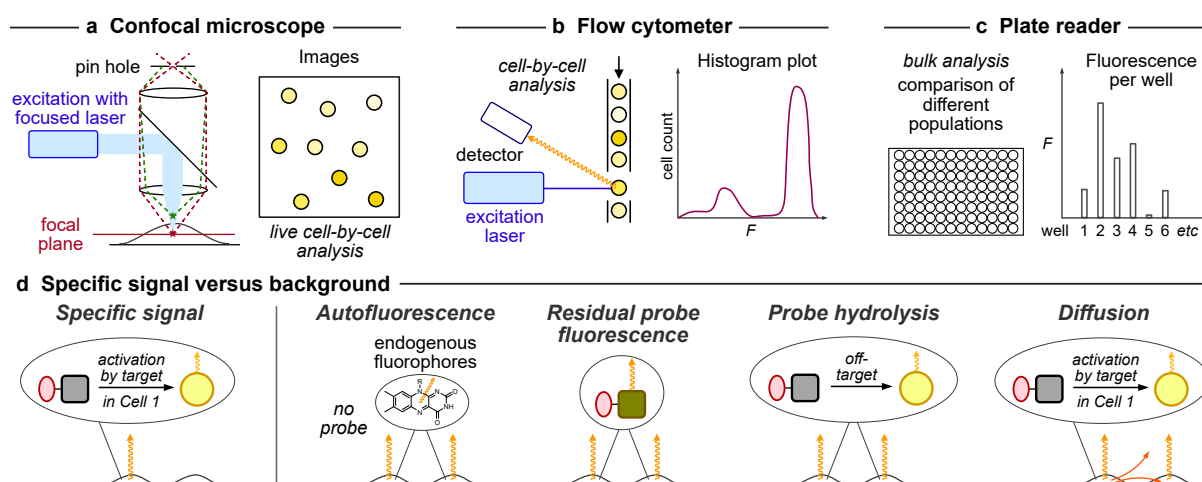 a Confocal microscope
pin hole
excitation with
focused laser
focal
plane
Images
live cell-by-cell
analysis
b Flow cytometer
cell-by-cell
analysis
detector
excitation
laser
Histogram plot
cell count
F
c Plate reader
bulk analysis
comparison of
different
populations
Fluorescence
per well
F
well 1 2 3 4 5 6 etc
d Specific signal versus background
Specific signal
activation
by target
in Cell 1
Autofluorescence
endogenous
fluorophores
R
N
N
O
NH
N
O
no
probe
Residual probe
fluorescence
Probe hydrolysis
off-
target
Diffusion
activation
by target
in Cell 1